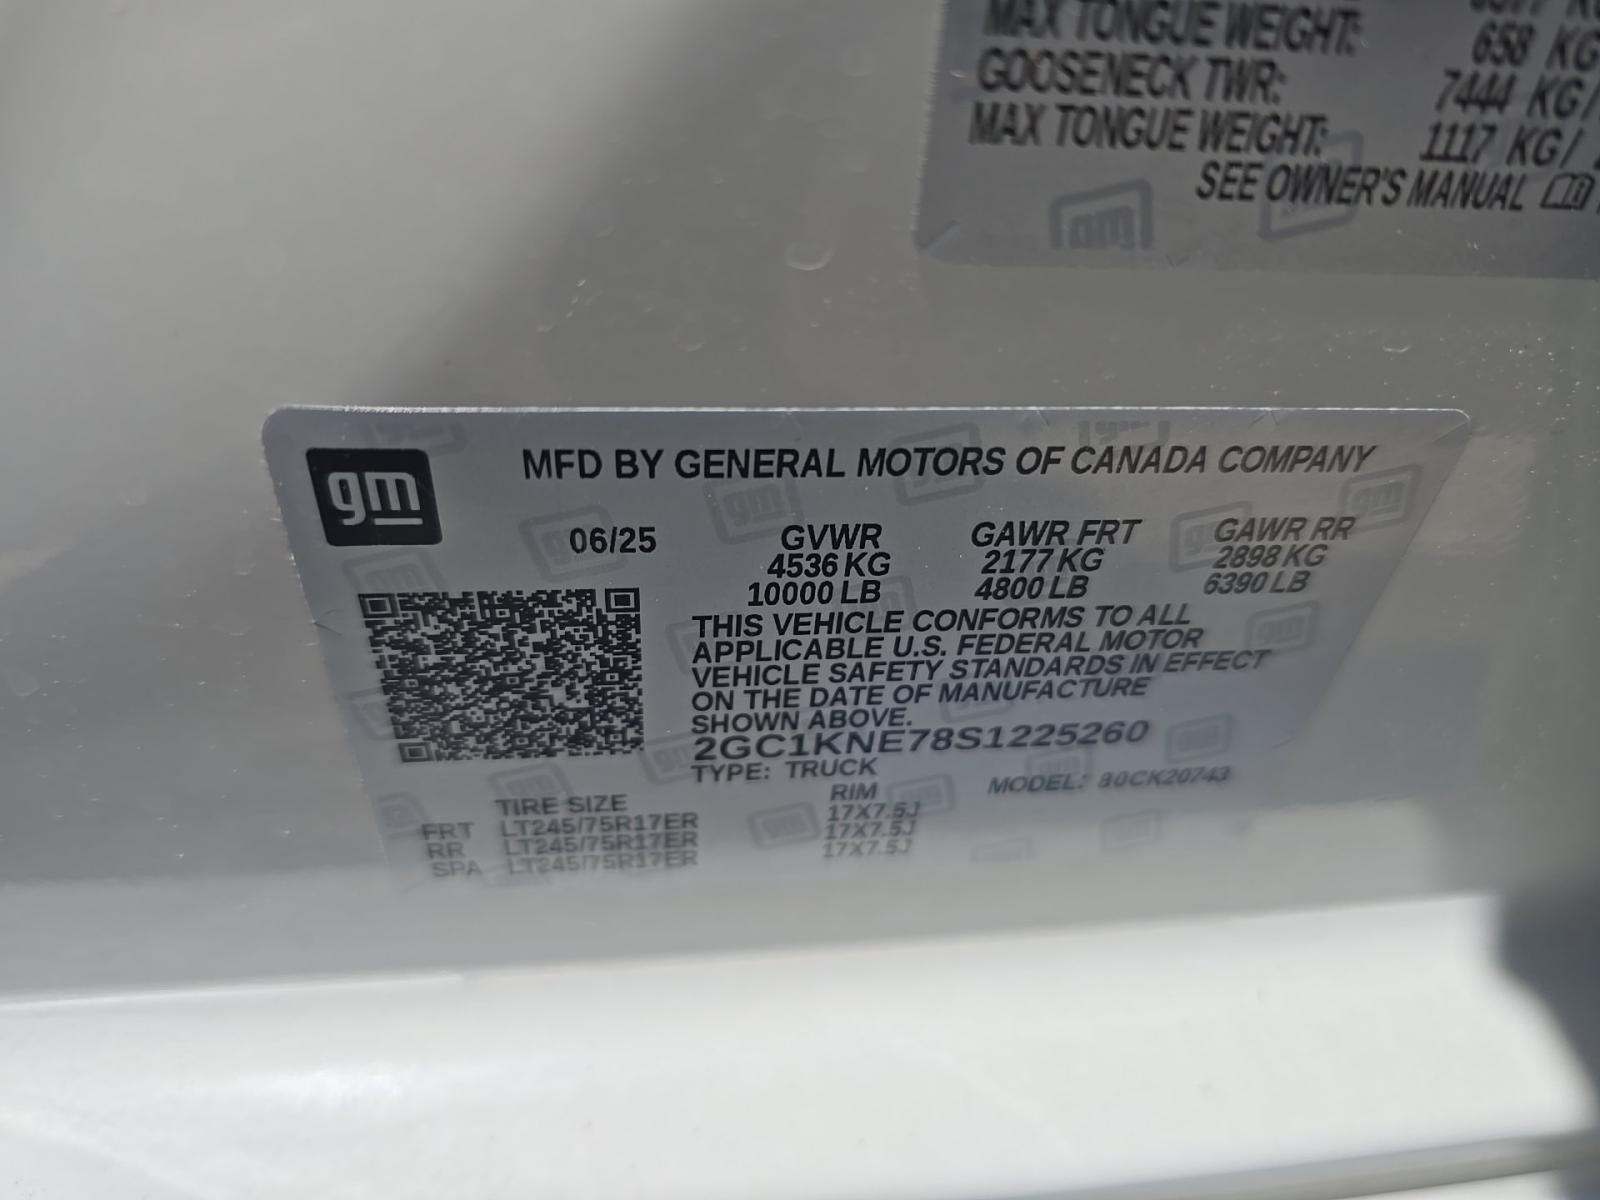 MAX TONGUE WEIGHT: 658 KG
GOOSENECK TWR: 7444 KG/
MAX TONGUE WEIGHT: 1117 KG/
SEE OWNER'S MANUAL
gm
gm
MFD BY GENERAL MOTORS OF CANADA COMPANY
06/25 GVWR GAWR FRT GAWR RR
4536 KG 2177 KG 2898 KG
10000 LB 4800 LB 6390 LB
THIS VEHICLE CONFORMS TO ALL
APPLICABLE U.S. FEDERAL MOTOR
VEHICLE SAFETY STANDARDS IN EFFECT
ON THE DATE OF MANUFACTURE
SHOWN ABOVE.
2GC1KNE78S1225260
TYPE: TRUCK MODEL: CK20743
TIRE SIZE RIM
FRT LT245/75R17ER 17X7.5J
RR LT245/75R17ER 17X7.5J
SPA LT245/75R17ER 17X7.5J